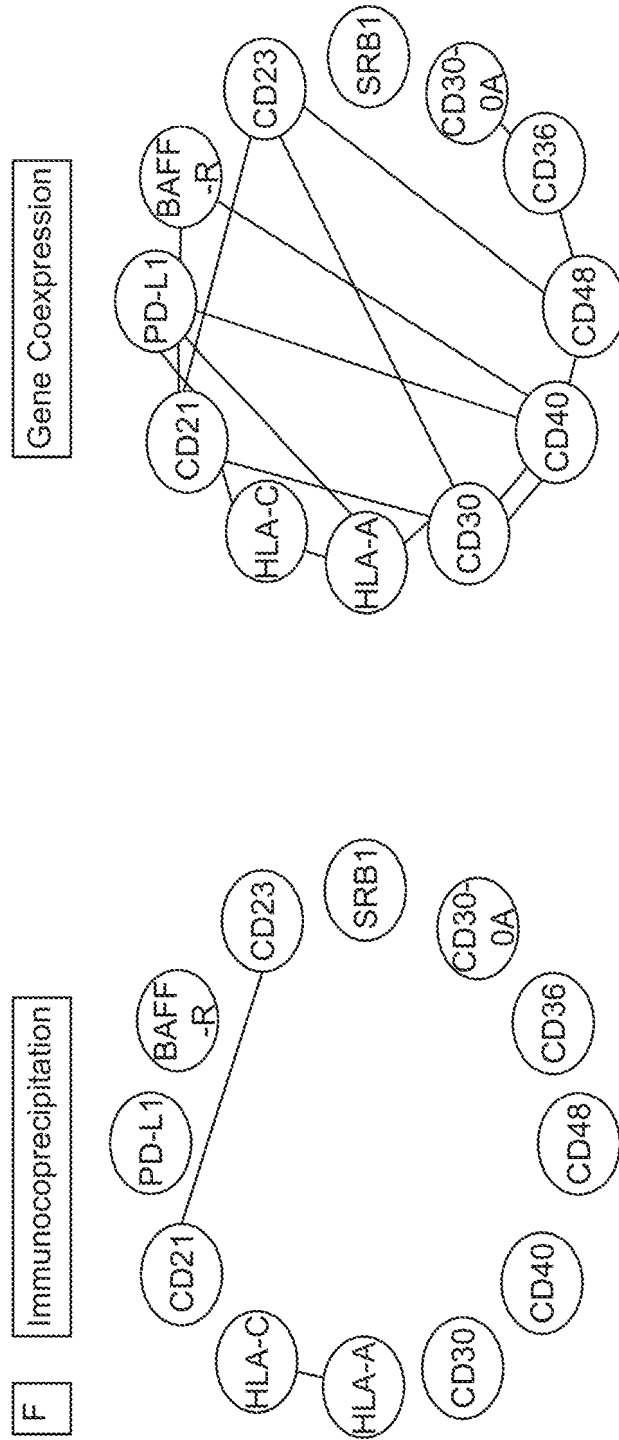 F
Immunocoprecipitation
PD-L1
BAFF
-R
CD21
CD23
HLA-C
SRB1
HLA-A
CD30-
0A
CD30
CD36
CD40
CD48
Gene Coexpression
PD-L1
BAFF
-R
CD21
CD23
HLA-C
SRB1
HLA-A
CD30-
0A
CD30
CD36
CD40
CD48